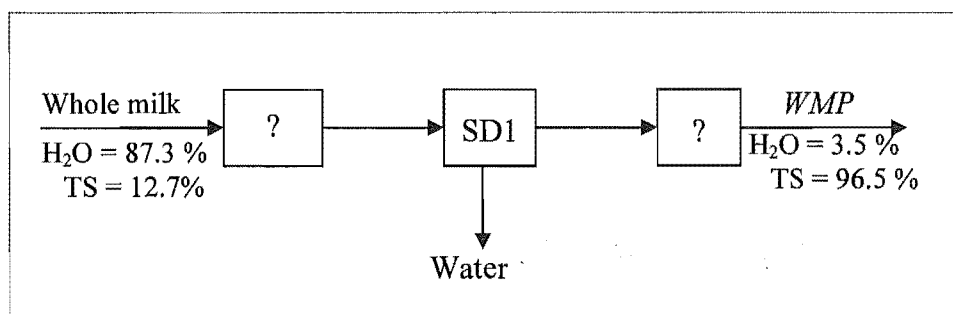 Whole milk
H₂O = 87.3 %
TS = 12.7%
?
SD1
Water
?
WMP
H₂O = 3.5 %
TS = 96.5 %